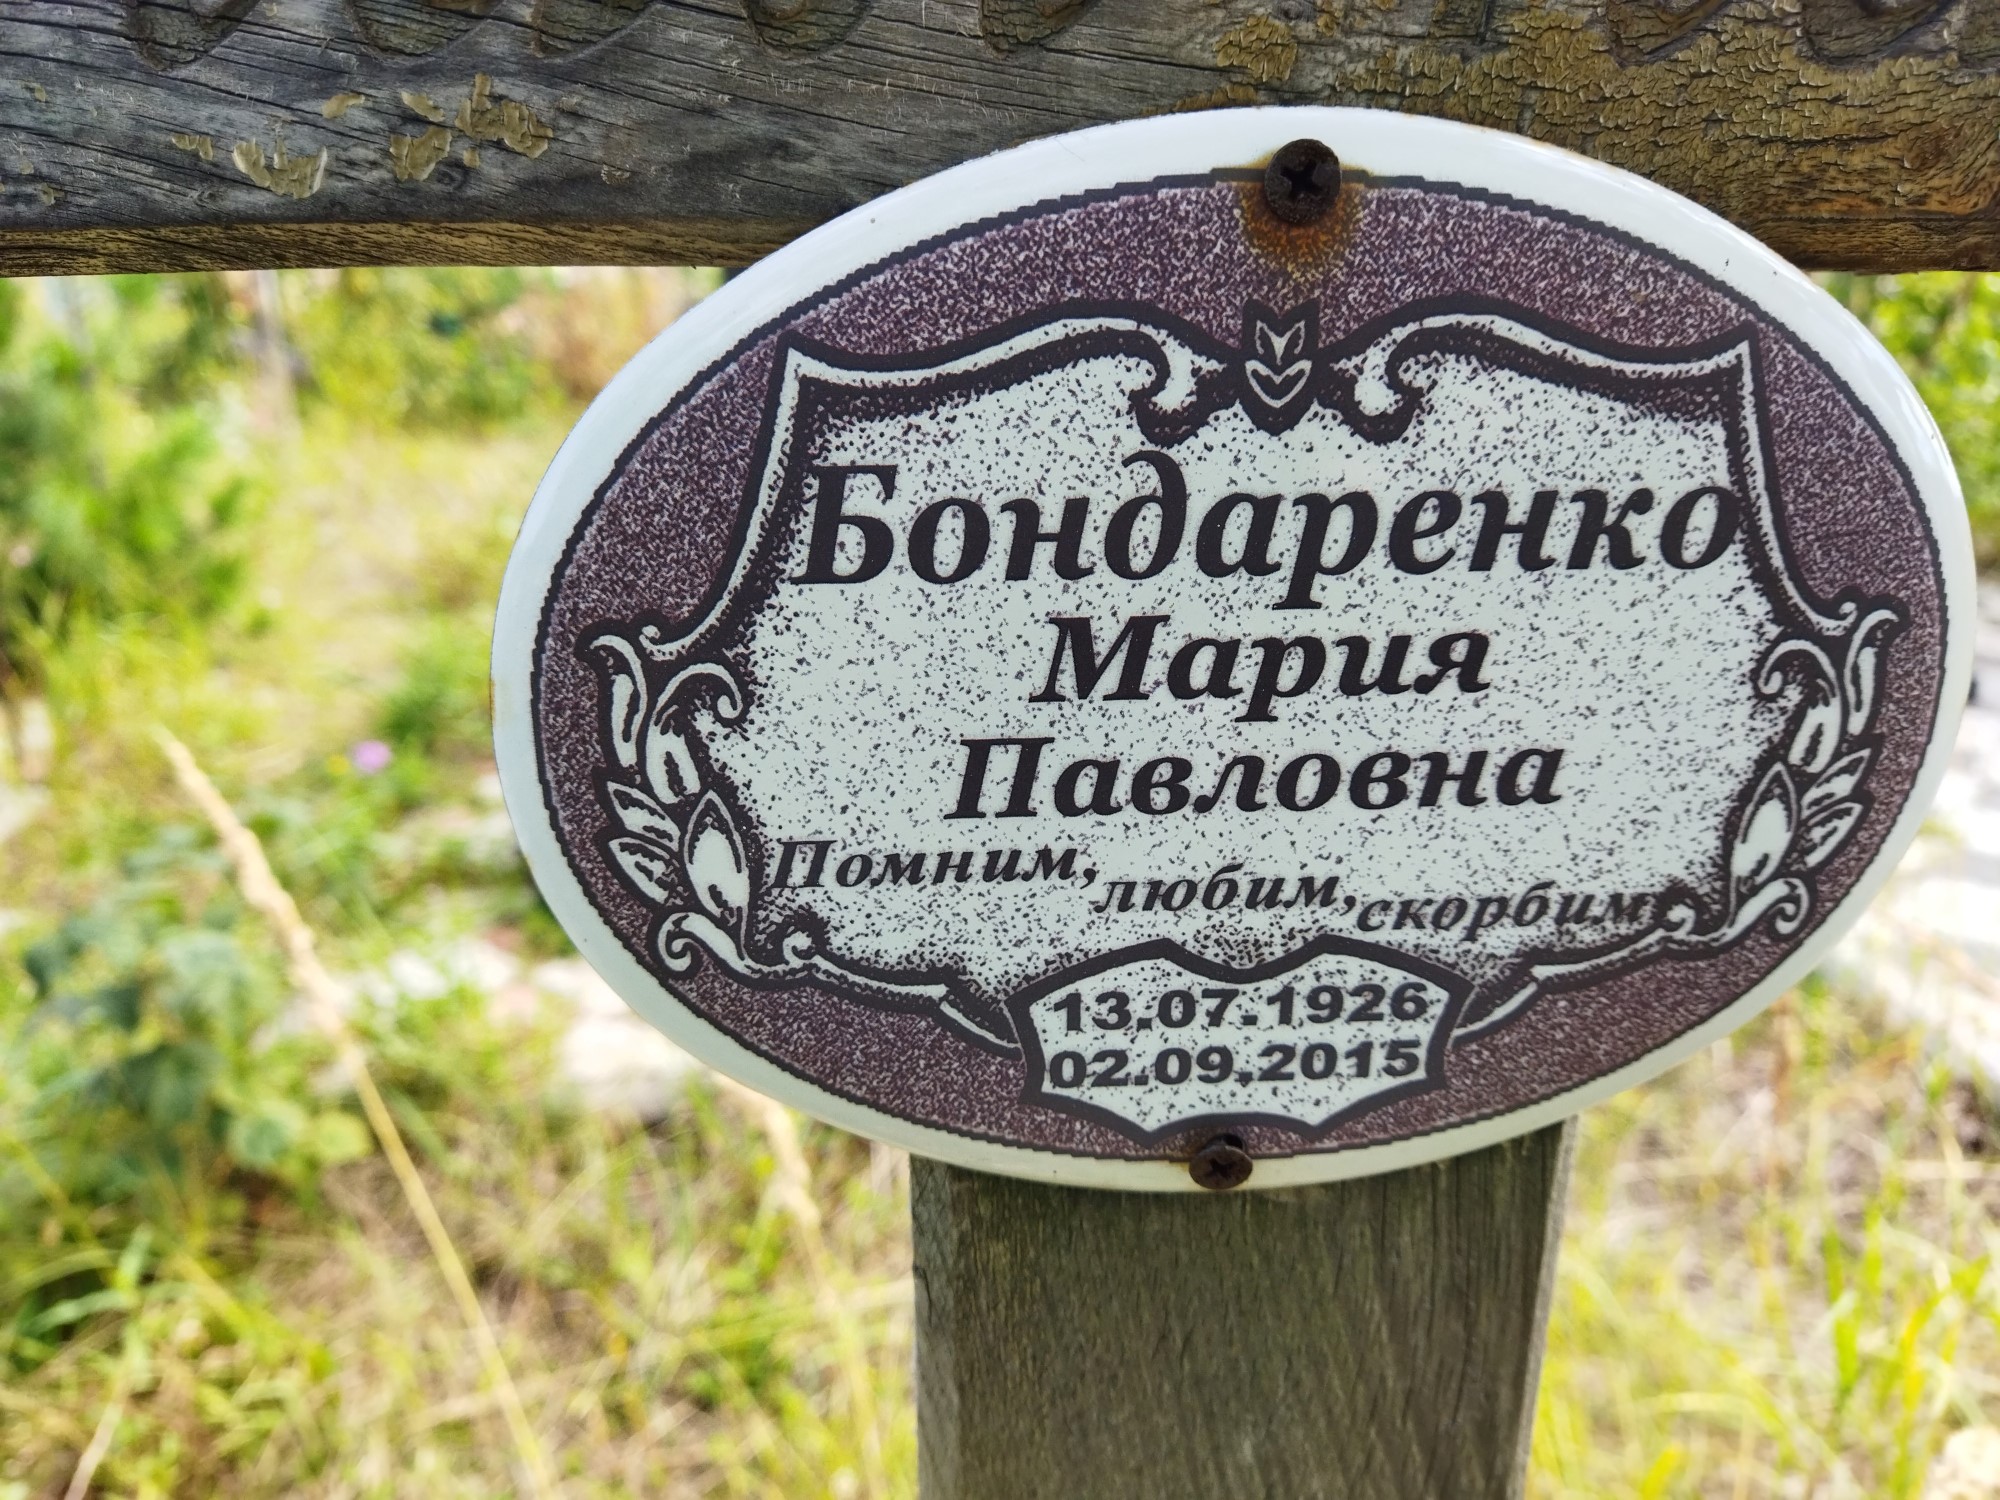 Бондаренко
Мария
Павловна
Помним, любим, скорбим
13.07.1926
02.09.2015